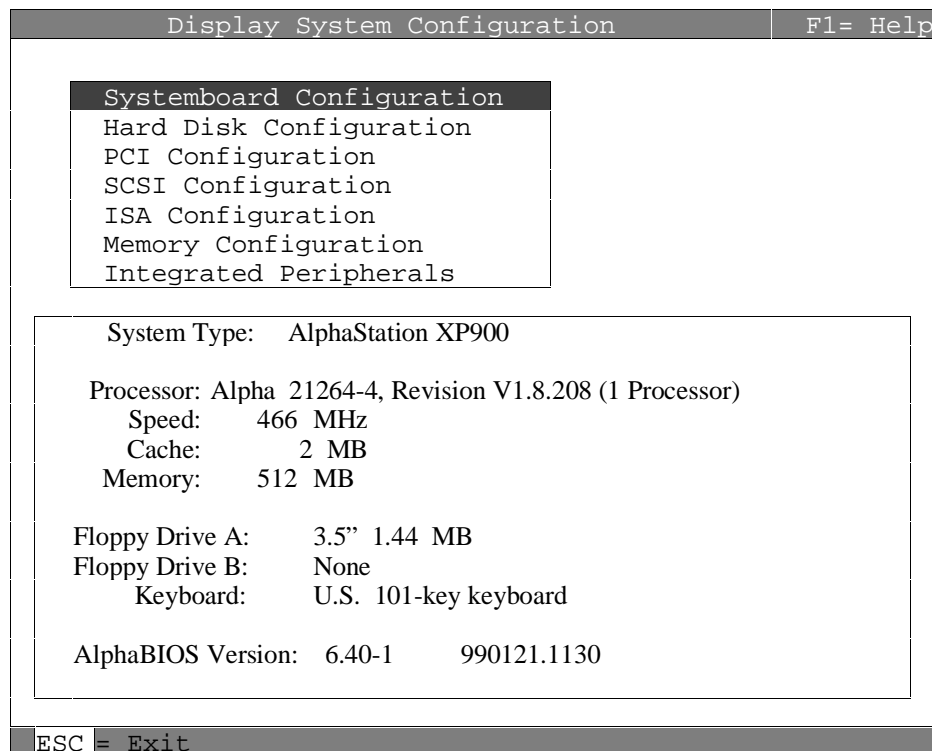 Display System Configuration F1= Help
Systemboard Configuration
Hard Disk Configuration
PCI Configuration
SCSI Configuration
ISA Configuration
Memory Configuration
Integrated Peripherals
System Type: AlphaStation XP900
Processor: Alpha 21264-4, Revision V1.8.208 (1 Processor)
Speed: 466 MHz
Cache: 2 MB
Memory: 512 MB
Floppy Drive A: 3.5” 1.44 MB
Floppy Drive B: None
Keyboard: U.S. 101-key keyboard
AlphaBIOS Version: 6.40-1 990121.1130
ESC = Exit